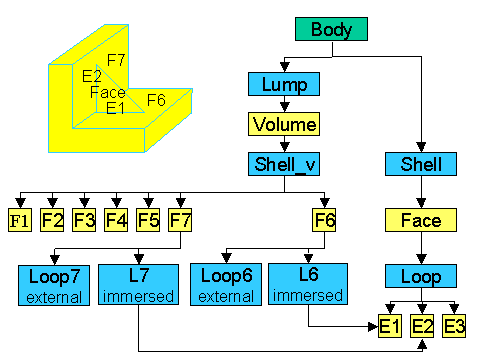 Body
F7
E2
Face
E1
F6
Lump
Volume
Shell_v
Shell
F1 F2 F3 F4 F5 F7 F6
Face
Loop7
external
L7
immersed
Loop6
external
L6
immersed
Loop
E1 E2 E3